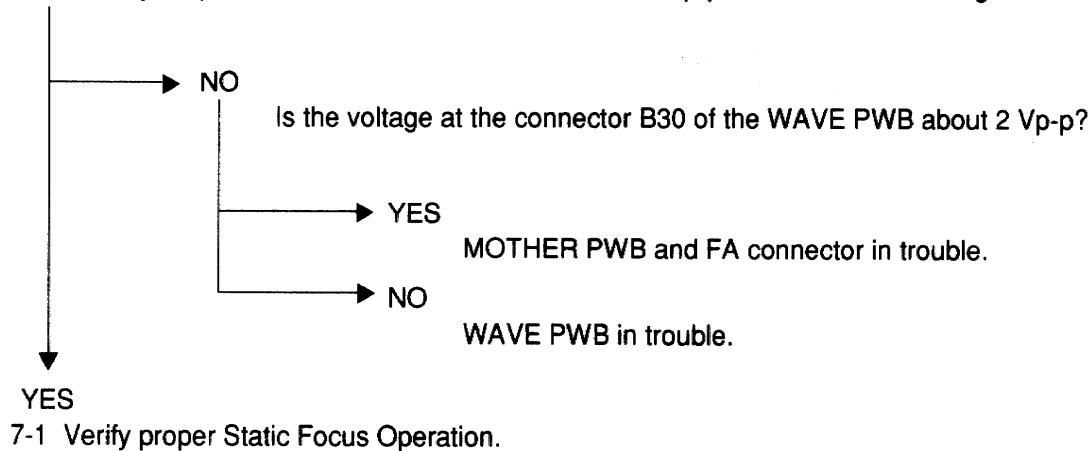 NO
Is the voltage at the connector B30 of the WAVE PWB about 2 Vp-p?
YES
MOTHER PWB and FA connector in trouble.
NO
WAVE PWB in trouble.
YES
7-1 Verify proper Static Focus Operation.